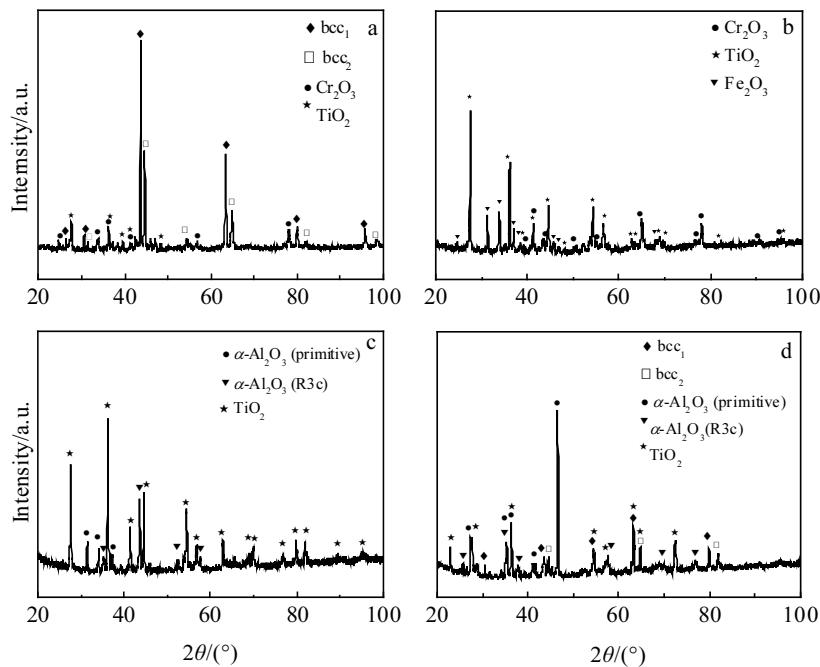 a
♦ bcc₁
□ bcc₂
● Cr₂O₃
★ TiO₂
Intemsity/a.u.
20 40 60 80 100
b
● Cr₂O₃
★ TiO₂
▼ Fe₂O₃
20 40 60 80 100
c
● α-Al₂O₃ (primitive)
▼ α-Al₂O₃ (R3c)
★ TiO₂
Intensity/a.u.
20 40 60 80 100
2θ/(°)
d
♦ bcc₁
□ bcc₂
● α-Al₂O₃ (primitive)
▼ α-Al₂O₃(R3c)
★ TiO₂
20 40 60 80 100
2θ/(°)